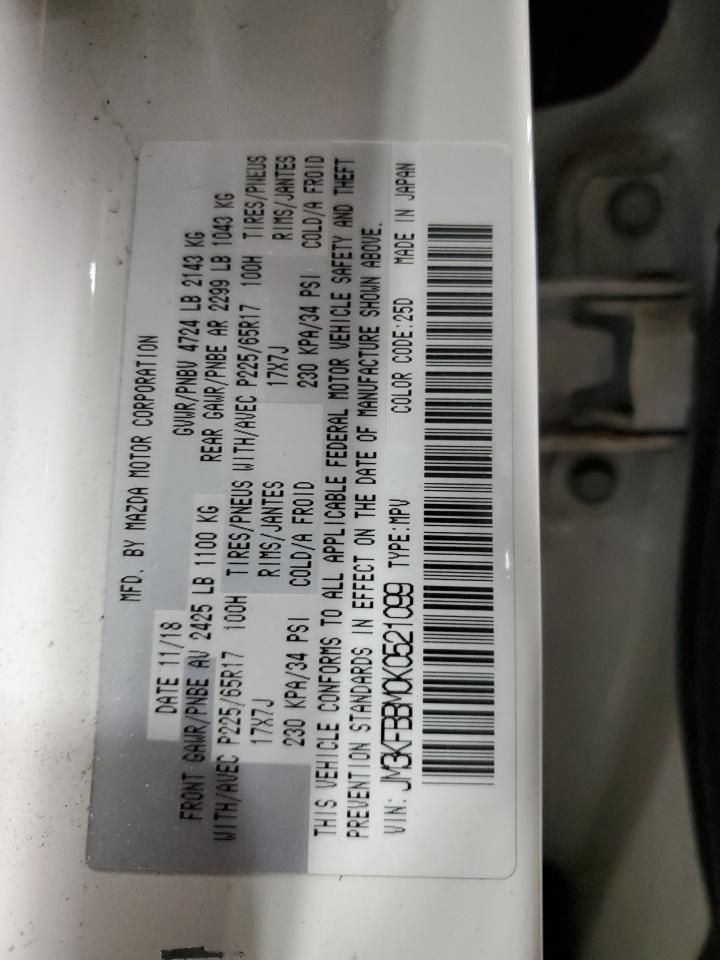 MFD. BY MAZDA MOTOR CORPORATION
DATE 11/18 GVWR/PNBV 4724 LB 2143 KG
FRONT GAWR/PNBE AV 2425 LB 1100 KG REAR GAWR/PNBE AR 2299 LB 1043 KG
WITH/AVEC P225/65R17 100H TIRES/PNEUS WITH/AVEC P225/65R17 100H TIRES/PNEUS
17X7J RIMS/JANTES 17X7J RIMS/JANTES
230 KPA/34 PSI COLD/A FROID 230 KPA/34 PSI COLD/A FROID
THIS VEHICLE CONFORMS TO ALL APPLICABLE FEDERAL MOTOR VEHICLE SAFETY AND THEFT
PREVENTION STANDARDS IN EFFECT ON THE DATE OF MANUFACTURE SHOWN ABOVE.
VIN: JM3KFBBM0K0521099 TYPE:MPV COLOR CODE:25D MADE IN JAPAN